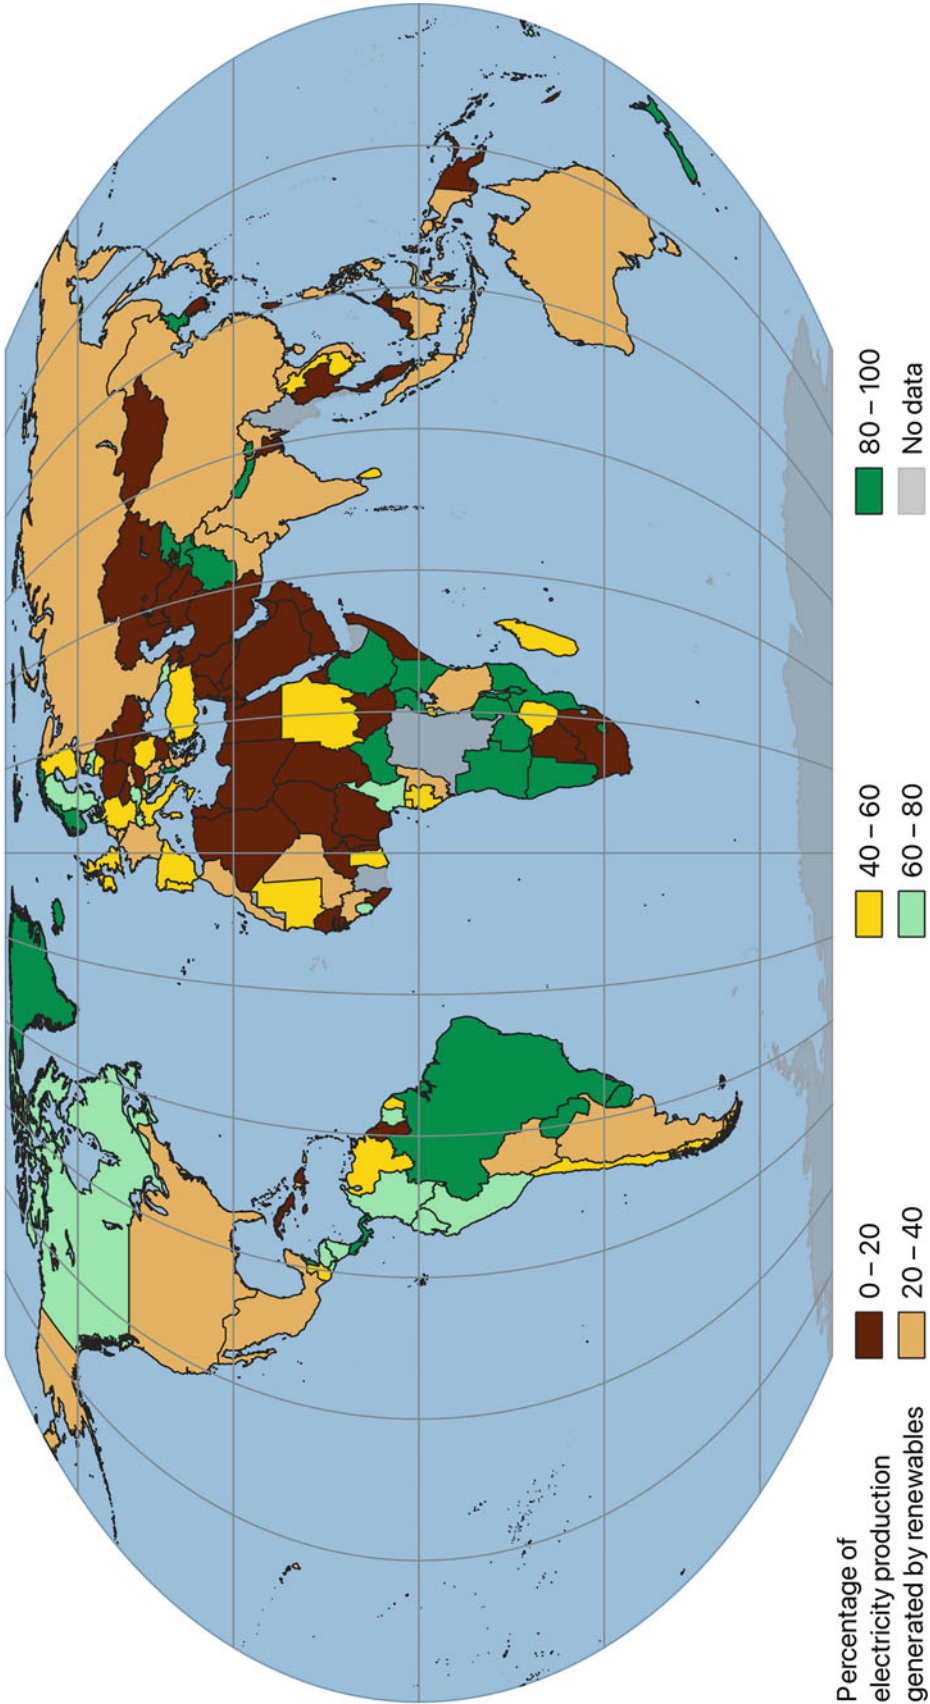 Percentage of
electricity production
generated by renewables
0 – 20
20 – 40
40 – 60
60 – 80
80 – 100
No data